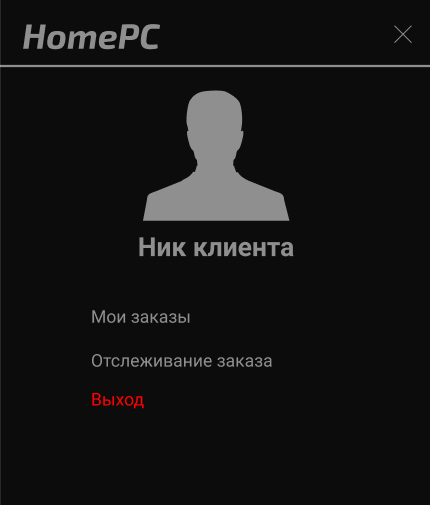 HomePC
Ник клиента
Мои заказы
Отслеживание заказа
Выход